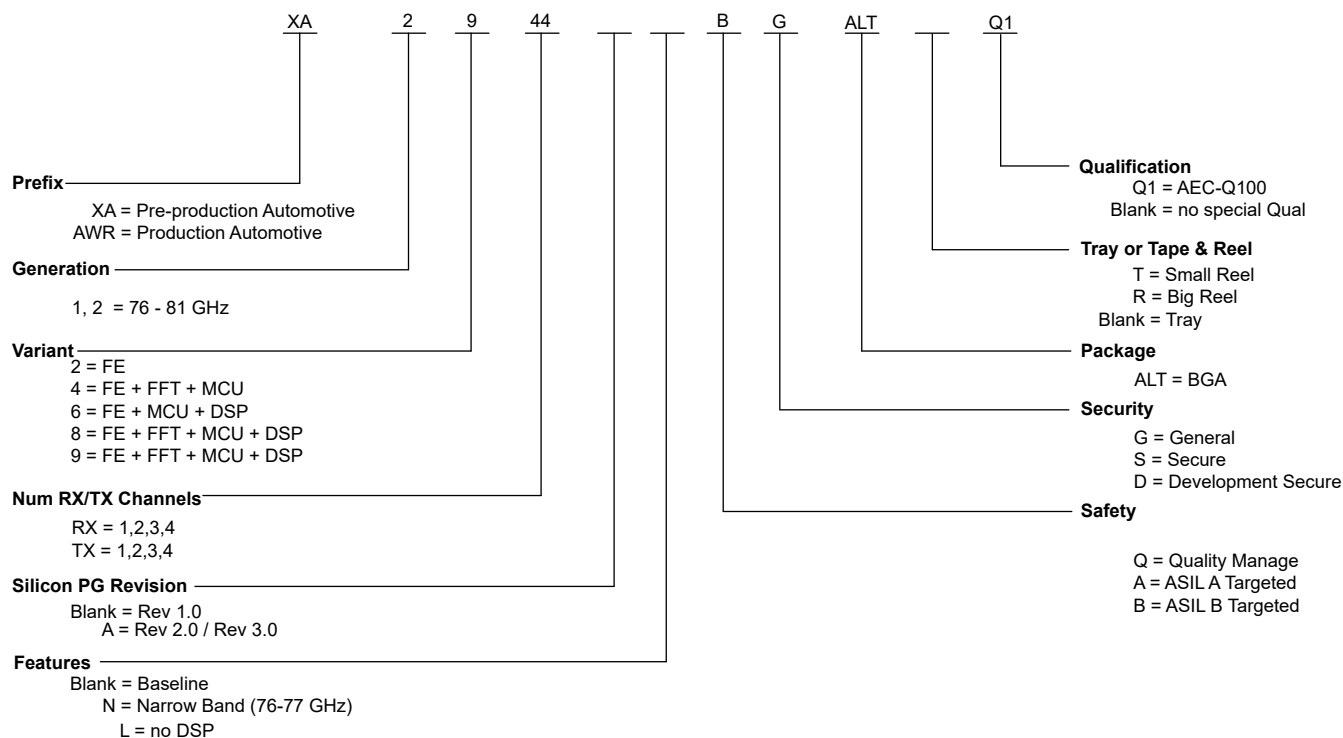 XA 2 9 44 B G ALT Q1
Prefix
XA = Pre-production Automotive
AWR = Production Automotive
Generation
1, 2 = 76 - 81 GHz
Variant
2 = FE
4 = FE + FFT + MCU
6 = FE + MCU + DSP
8 = FE + FFT + MCU + DSP
9 = FE + FFT + MCU + DSP
Num RX/TX Channels
RX = 1,2,3,4
TX = 1,2,3,4
Silicon PG Revision
Blank = Rev 1.0
A = Rev 2.0 / Rev 3.0
Features
Blank = Baseline
N = Narrow Band (76-77 GHz)
L = no DSP
Qualification
Q1 = AEC-Q100
Blank = no special Qual
Tray or Tape & Reel
T = Small Reel
R = Big Reel
Blank = Tray
Package
ALT = BGA
Security
G = General
S = Secure
D = Development Secure
Safety
Q = Quality Manage
A = ASIL A Targeted
B = ASIL B Targeted